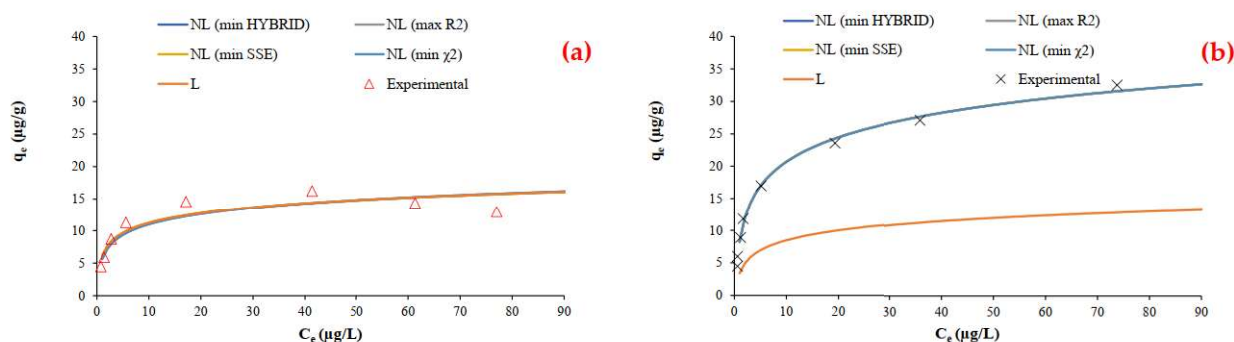 NL (min HYBRID) NL (max R2)
NL (min SSE) NL (min χ2)
L Experimental
(a)
40
35
30
25
20
15
10
5
0
qe (µg/g)
0 10 20 30 40 50 60 70 80 90
Ce (µg/L)
NL (min HYBRID) NL (max R2)
NL (min SSE) NL (min χ2)
L Experimental
(b)
40
35
30
25
20
15
10
5
0
qe (µg/g)
0 10 20 30 40 50 60 70 80 90
Ce (µg/L)